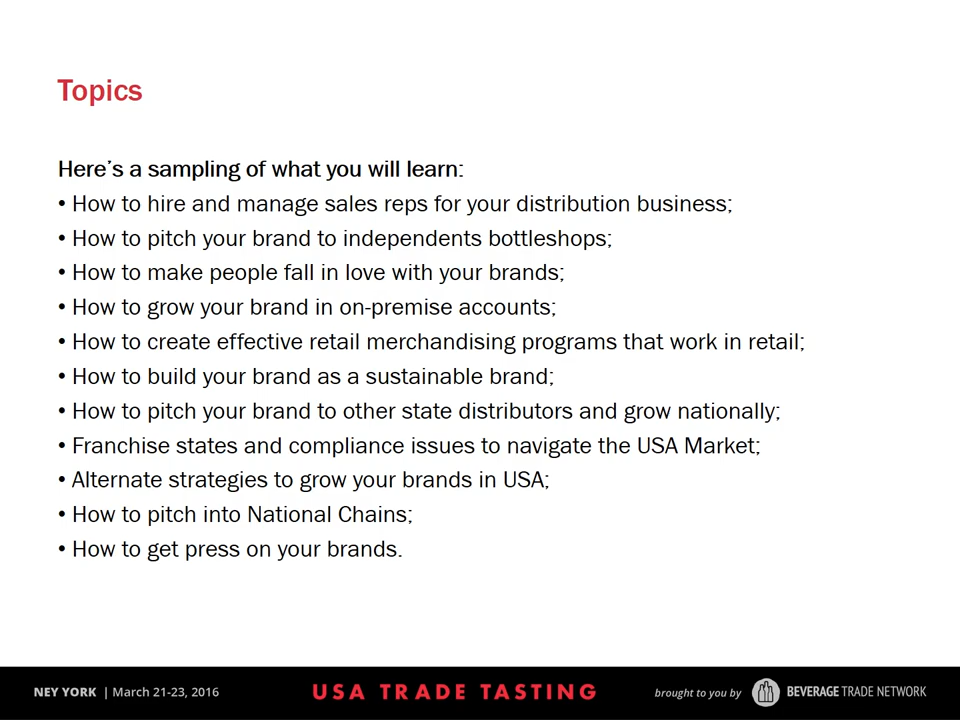 Topics
Here's a sampling of what you will learn:
• How to hire and manage sales reps for your distribution business;
• How to pitch your brand to independents bottleshops;
• How to make people fall in love with your brands;
• How to grow your brand in on-premise accounts;
• How to create effective retail merchandising programs that work in retail;
• How to build your brand as a sustainable brand;
• How to pitch your brand to other state distributors and grow nationally;
• Franchise states and compliance issues to navigate the USA Market;
• Alternate strategies to grow your brands in USA;
• How to pitch into National Chains;
• How to get press on your brands.
NEY YORK | March 21-23, 2016 USA TRADE TASTING brought to you by BEVERAGE TRADE NETWORK